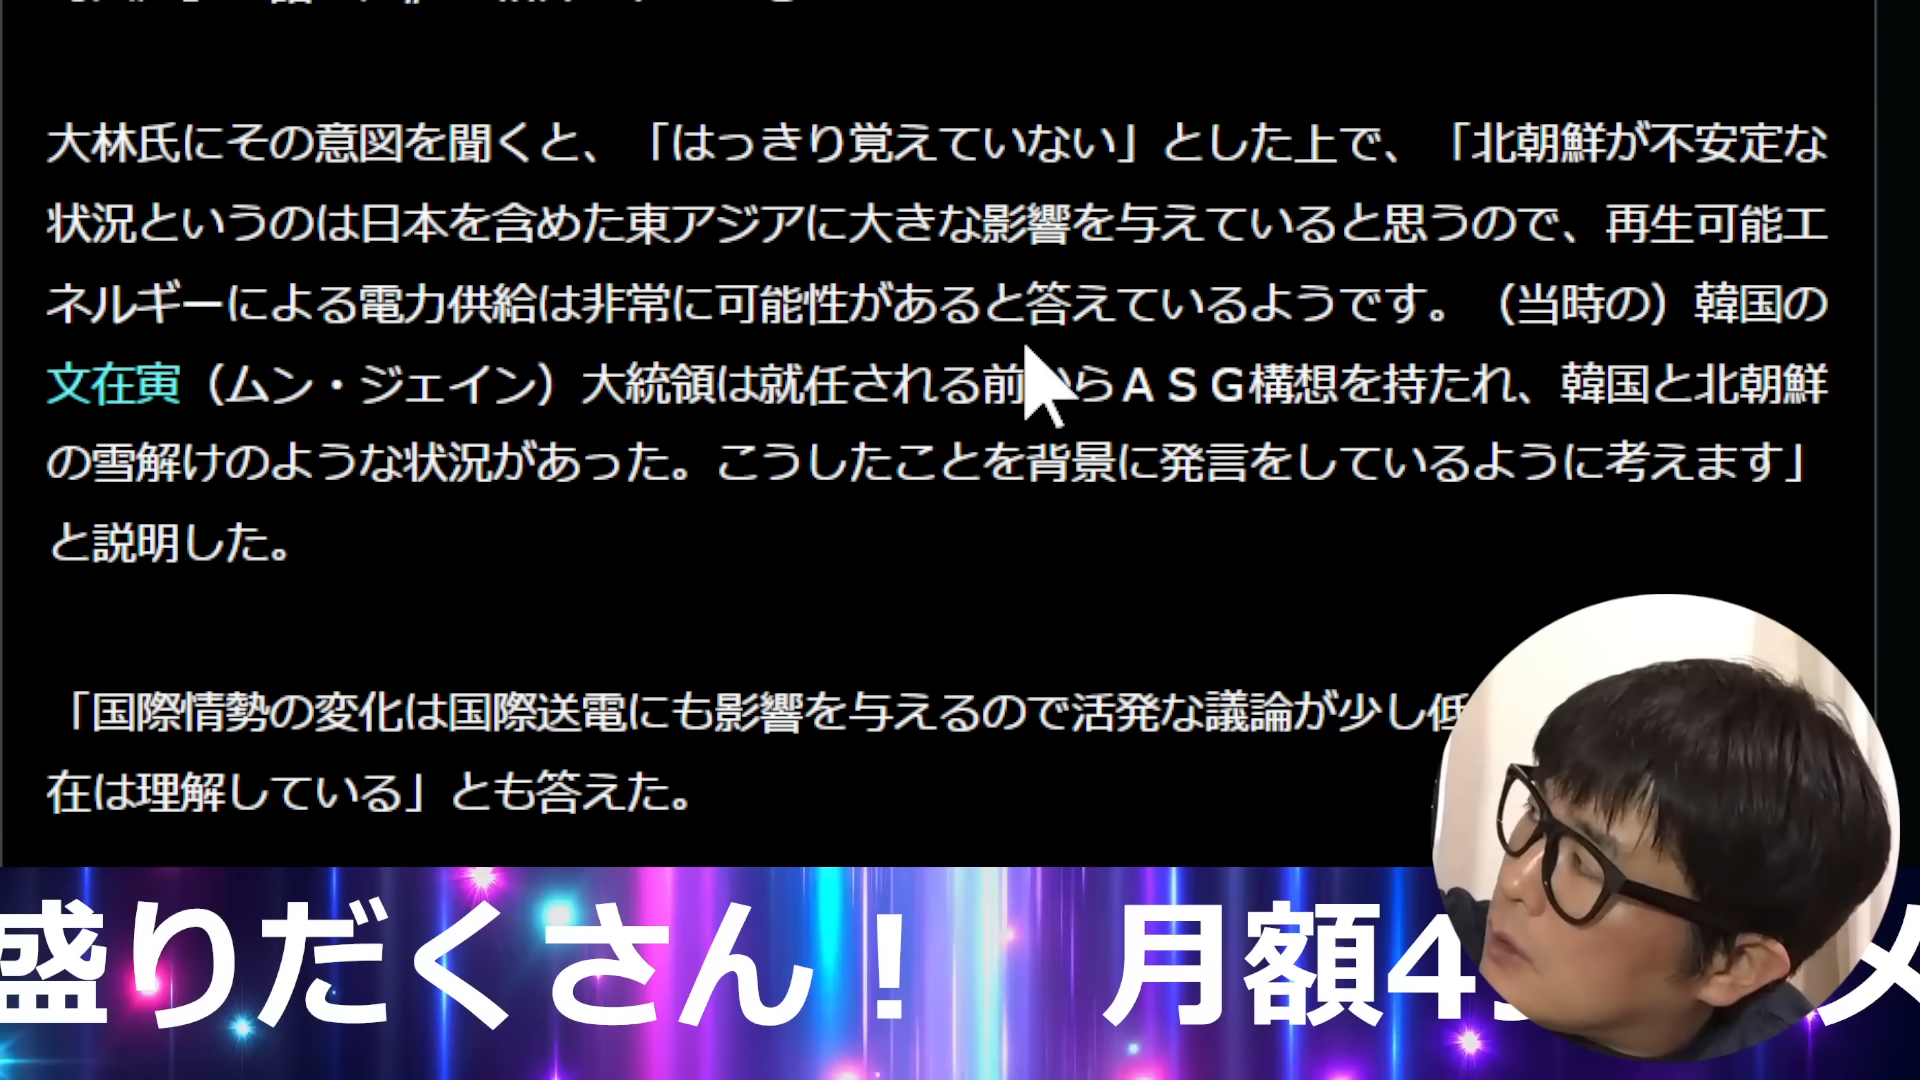 大林氏にその意図を聞くと、「はっきり覚えていない」とした上で、「北朝鮮が不安定な
状況というのは日本を含めた東アジアに大きな影響を与えていると思うので、再生可能エ
ネルギーによる電力供給は非常に可能性があると答えているようです。（当時の）韓国の
文在寅（ムン・ジェイン）大統領は就任される前からＡＳＧ構想を持たれ、韓国と北朝鮮
の雪解けのような状況があった。こうしたことを背景に発言をしているように考えます」
と説明した。
「国際情勢の変化は国際送電にも影響を与えるので活発な議論が少し低
在は理解している」とも答えた。
盛りだくさん！ 月額4 メ